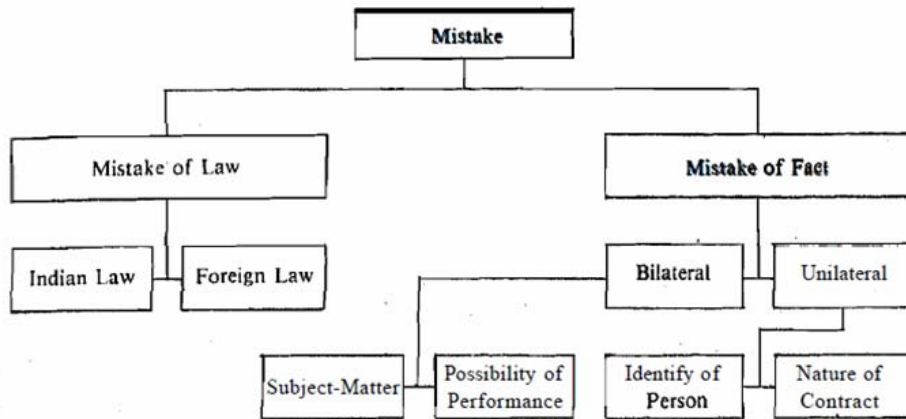 Mistake
Mistake of Law
Mistake of Fact
Indian Law
Foreign Law
Bilateral
Unilateral
Subject-Matter
Possibility of
Performance
Identify of
Person
Nature of
Contract